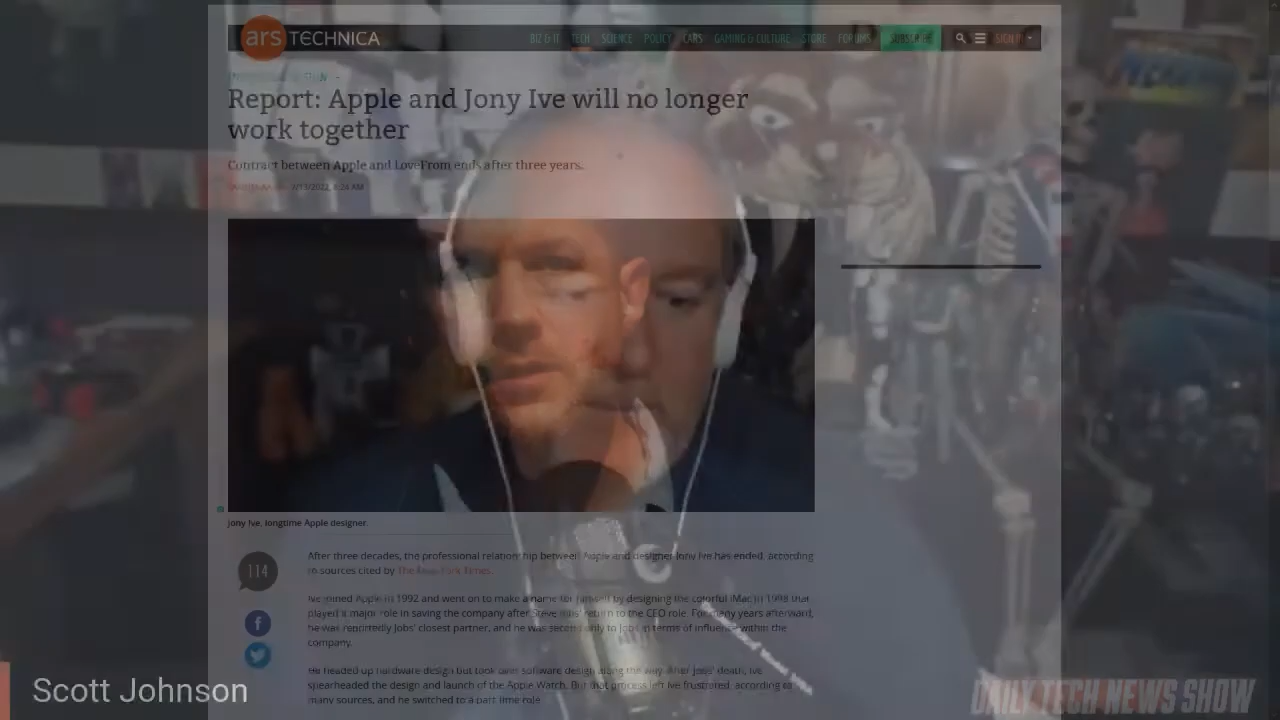 ars TECHNICA
BIZ & IT TECH SCIENCE POLICY CARS GAMING & CULTURE STORE FORUMS SUBSCRIBE SIGN IN
Report: Apple and Jony Ive will no longer
work together
Contract between Apple and LoveFrom ends after three years.
7/13/2022, 8:24 AM
Jony Ive, longtime Apple designer.
114
After three decades, the professional relationship between Apple and designer Jony Ive has ended, according
to sources cited by The New York Times.
Ive joined Apple in 1992 and went on to make a name for himself by designing the colorful iMac in 1998 that
played a major role in saving the company after Steve Jobs' return to the CEO role. For many years afterward,
he was reportedly Jobs' closest partner, and he was second only to Jobs in terms of influence within the
company.
He headed up hardware design but took over software design along the way. After Jobs' death, Ive
spearheaded the design and launch of the Apple Watch. But that process left Ive frustrated, according to
many sources, and he switched to a part-time role
Scott Johnson
DAILY TECH NEWS SHOW